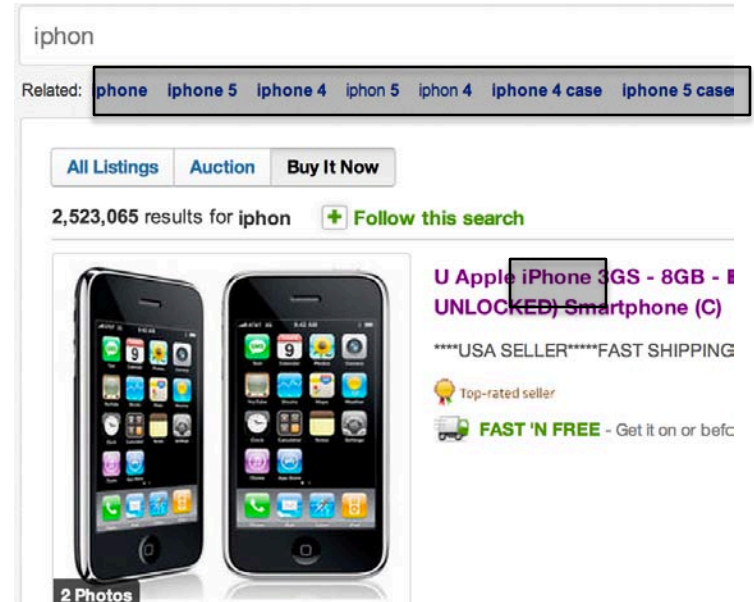 iphon
Related: iphone iphone 5 iphone 4 iphon 5 iphon 4 iphone 4 case iphone 5 case
All Listings Auction Buy It Now
2,523,065 results for iphon + Follow this search
U Apple iPhone 3GS - 8GB -
UNLOCKED) Smartphone (C)
****USA SELLER*****FAST SHIPPING
Top-rated seller
FAST 'N FREE - Get it on or befo
2 Photos